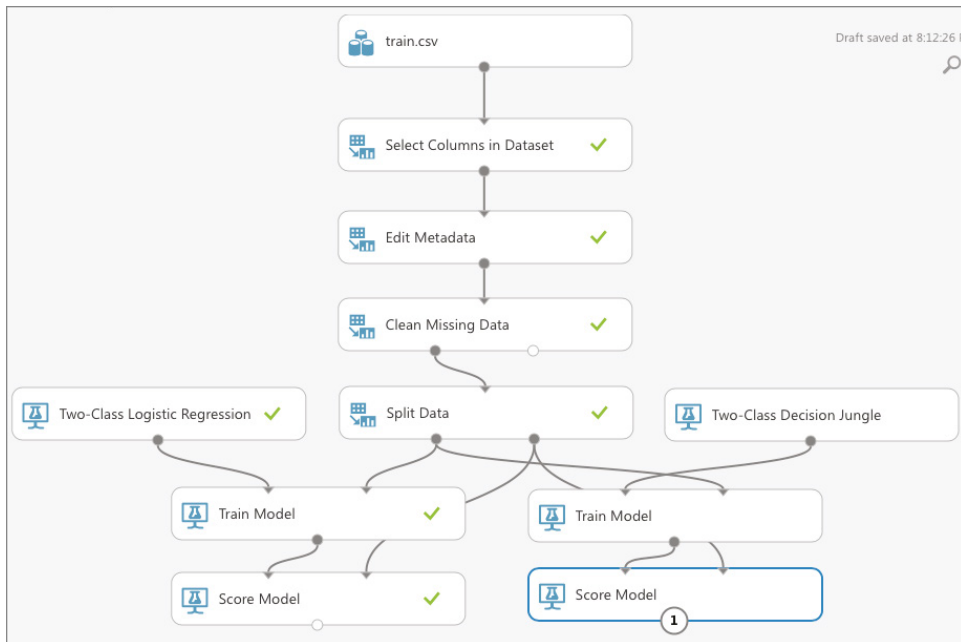 train.csv
Draft saved at 8:12:26
Select Columns in Dataset
Edit Metadata
Clean Missing Data
Two-Class Logistic Regression
Split Data
Two-Class Decision Jungle
Train Model
Train Model
Score Model
Score Model
1